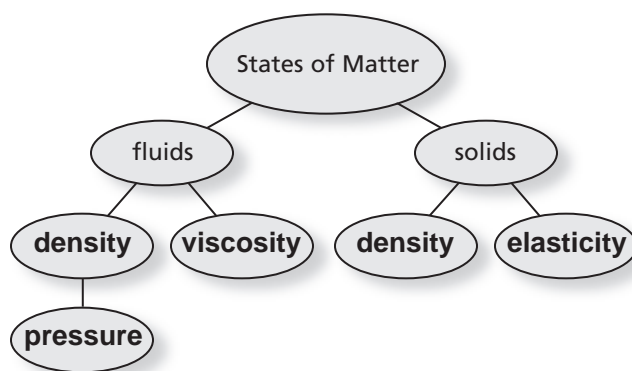 States of Matter
fluids
solids
density
viscosity
density
elasticity
pressure